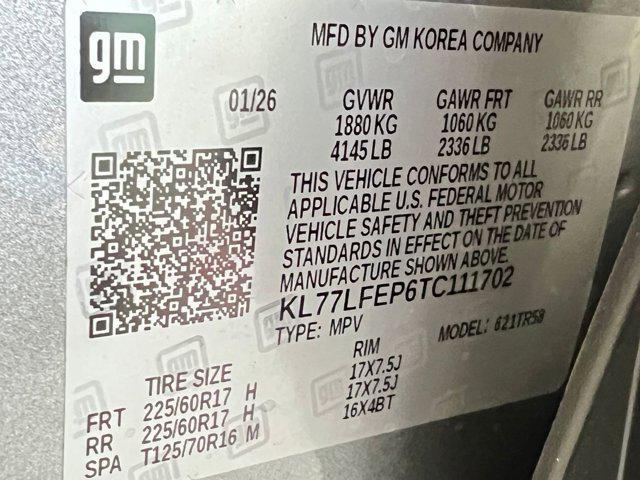 gm
MFD BY GM KOREA COMPANY
01/26 GVWR GAWR FRT GAWR RR
1880 KG 1060 KG 1060 KG
4145 LB 2336 LB 2336 LB
THIS VEHICLE CONFORMS TO ALL
APPLICABLE U.S. FEDERAL MOTOR
VEHICLE SAFETY AND THEFT PREVENTION
STANDARDS IN EFFECT ON THE DATE OF
MANUFACTURE SHOWN ABOVE.
KL77LFEP6TC111702
TYPE: MPV MODEL: 621TR58
TIRE SIZE RIM
FRT 225/60R17 H 17X7.5J
RR 225/60R17 H 17X7.5J
SPA T125/70R16 M 16X4BT